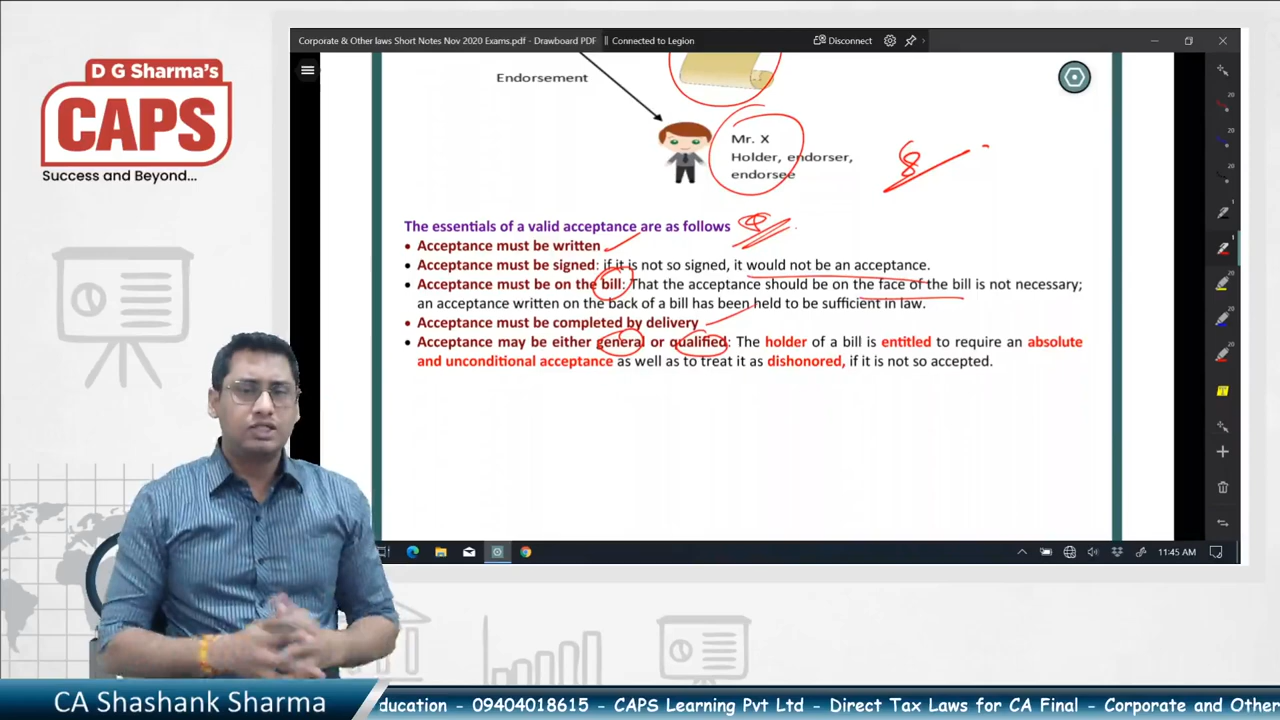 D G Sharma's
CAPS
Success and Beyond...
Corporate & Other laws Short Notes Nov 2020 Exams.pdf - Drawboard PDF
Connected to Legion
Disconnect
Endorsement
Mr. X
Holder, endorser,
endorsee
The essentials of a valid acceptance are as follows
• Acceptance must be written
• Acceptance must be signed: if it is not so signed, it would not be an acceptance.
• Acceptance must be on the bill: That the acceptance should be on the face of the bill is not necessary;
an acceptance written on the back of a bill has been held to be sufficient in law.
• Acceptance must be completed by delivery
• Acceptance may be either general or qualified: The holder of a bill is entitled to require an absolute
and unconditional acceptance as well as to treat it as dishonored, if it is not so accepted.
11:45 AM
CA Shashank Sharma
ducation - 09404018615 - CAPS Learning Pvt Ltd - Direct Tax Laws for CA Final - Corporate and Other